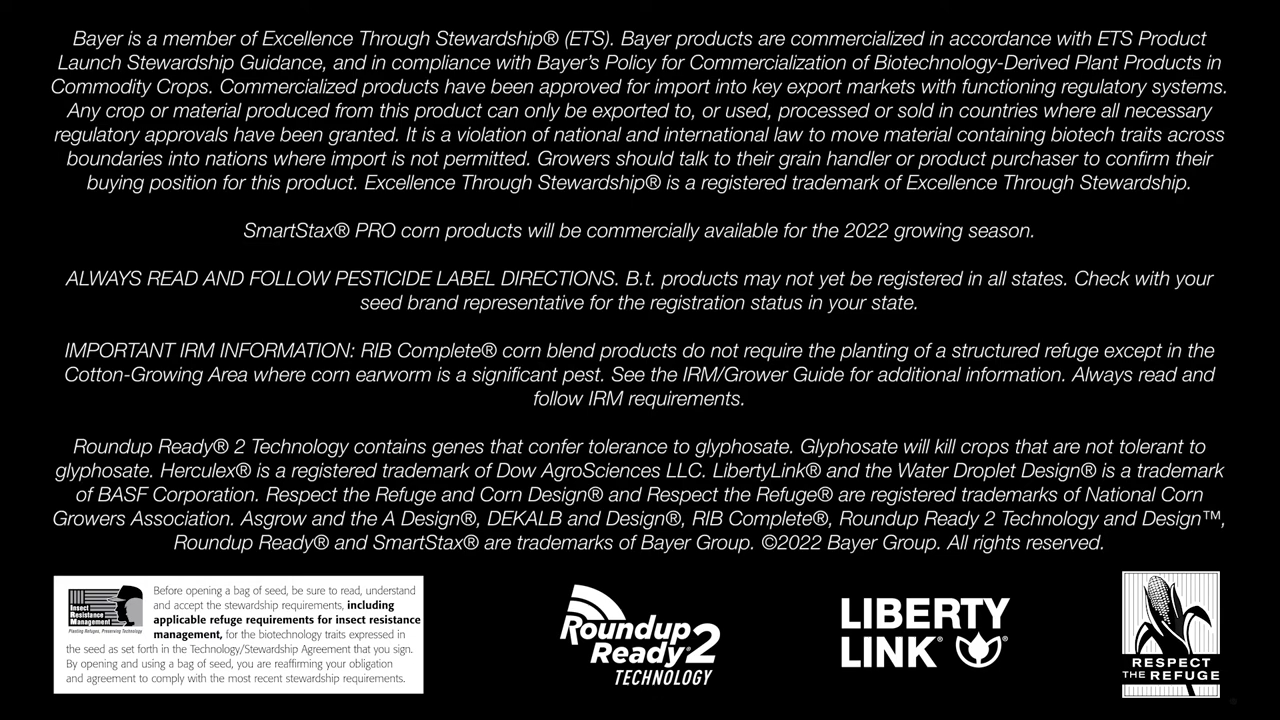 Bayer is a member of Excellence Through Stewardship® (ETS). Bayer products are commercialized in accordance with ETS Product
Launch Stewardship Guidance, and in compliance with Bayer's Policy for Commercialization of Biotechnology-Derived Plant Products in
Commodity Crops. Commercialized products have been approved for import into key export markets with functioning regulatory systems.
Any crop or material produced from this product can only be exported to, or used, processed or sold in countries where all necessary
regulatory approvals have been granted. It is a violation of national and international law to move material containing biotech traits across
boundaries into nations where import is not permitted. Growers should talk to their grain handler or product purchaser to confirm their
buying position for this product. Excellence Through Stewardship® is a registered trademark of Excellence Through Stewardship.
SmartStax® PRO corn products will be commercially available for the 2022 growing season.
ALWAYS READ AND FOLLOW PESTICIDE LABEL DIRECTIONS. B.t. products may not yet be registered in all states. Check with your
seed brand representative for the registration status in your state.
IMPORTANT IRM INFORMATION: RIB Complete® corn blend products do not require the planting of a structured refuge except in the
Cotton-Growing Area where corn earworm is a significant pest. See the IRM/Grower Guide for additional information. Always read and
follow IRM requirements.
Roundup Ready® 2 Technology contains genes that confer tolerance to glyphosate. Glyphosate will kill crops that are not tolerant to
glyphosate. Herculex® is a registered trademark of Dow AgroSciences LLC. LibertyLink® and the Water Droplet Design® is a trademark
of BASF Corporation. Respect the Refuge and Corn Design® and Respect the Refuge® are registered trademarks of National Corn
Growers Association. Asgrow and the A Design®, DEKALB and Design®, RIB Complete®, Roundup Ready 2 Technology and Design™,
Roundup Ready® and SmartStax® are trademarks of Bayer Group. ©2022 Bayer Group. All rights reserved.
Insect
Resistance
Management
Planting Refuges, Preserving Technology
Before opening a bag of seed, be sure to read, understand
and accept the stewardship requirements, including
applicable refuge requirements for insect resistance
management, for the biotechnology traits expressed in
the seed as set forth in the Technology/Stewardship Agreement that you sign.
By opening and using a bag of seed, you are reaffirming your obligation
and agreement to comply with the most recent stewardship requirements.
Roundup
Ready® 2
TECHNOLOGY
LIBERTY
LINK® ®
RESPECT
THE REFUGE